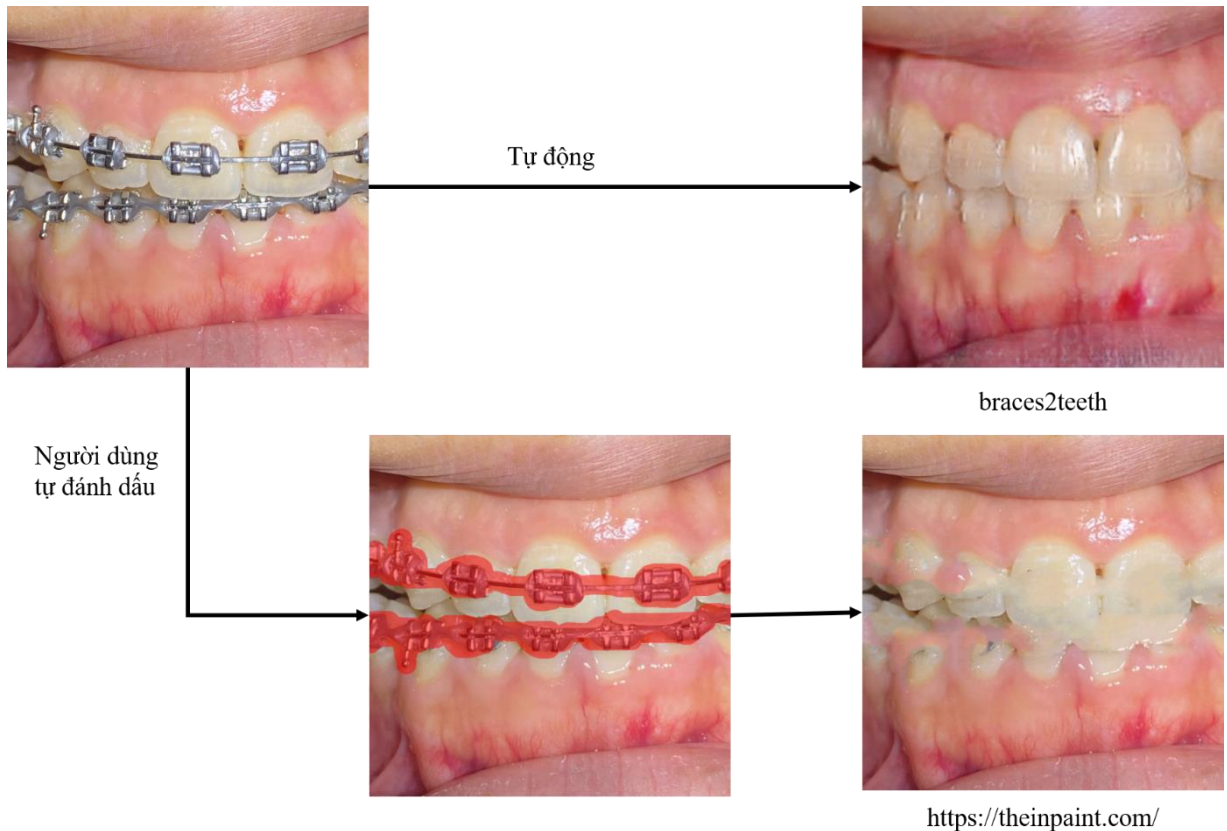 Tự động
braces2teeth
Người dùng
tự đánh dấu
https://theinpaint.com/